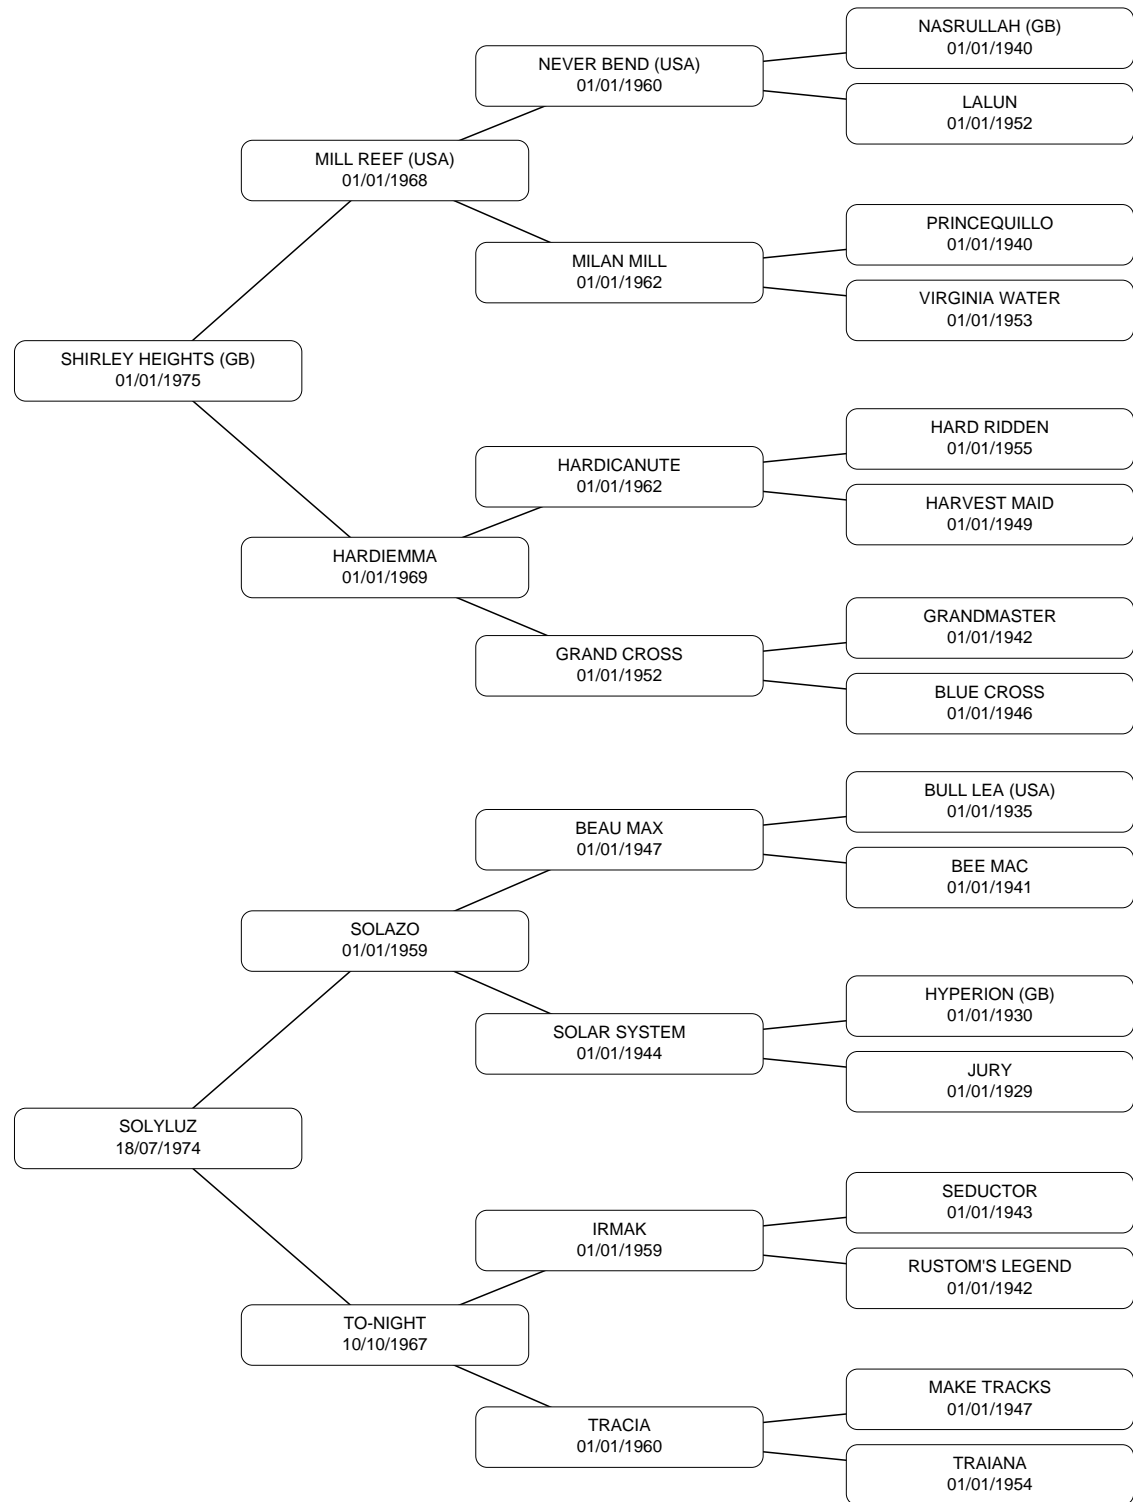 NASRULLAH (GB)
01/01/1940
NEVER BEND (USA)
01/01/1960
LALUN
01/01/1952
MILL REEF (USA)
01/01/1968
PRINCEQUILLO
01/01/1940
MILAN MILL
01/01/1962
VIRGINIA WATER
01/01/1953
SHIRLEY HEIGHTS (GB)
01/01/1975
HARD RIDDEN
01/01/1955
HARDICANUTE
01/01/1962
HARVEST MAID
01/01/1949
HARDIEMMA
01/01/1969
GRANDMASTER
01/01/1942
GRAND CROSS
01/01/1952
BLUE CROSS
01/01/1946
BULL LEA (USA)
01/01/1935
BEAU MAX
01/01/1947
BEE MAC
01/01/1941
SOLAZO
01/01/1959
HYPERION (GB)
01/01/1930
SOLAR SYSTEM
01/01/1944
JURY
01/01/1929
SOLYLUZ
18/07/1974
SEDUCTOR
01/01/1943
IRMAK
01/01/1959
RUSTOM'S LEGEND
01/01/1942
TO-NIGHT
10/10/1967
MAKE TRACKS
01/01/1947
TRACIA
01/01/1960
TRAIANA
01/01/1954